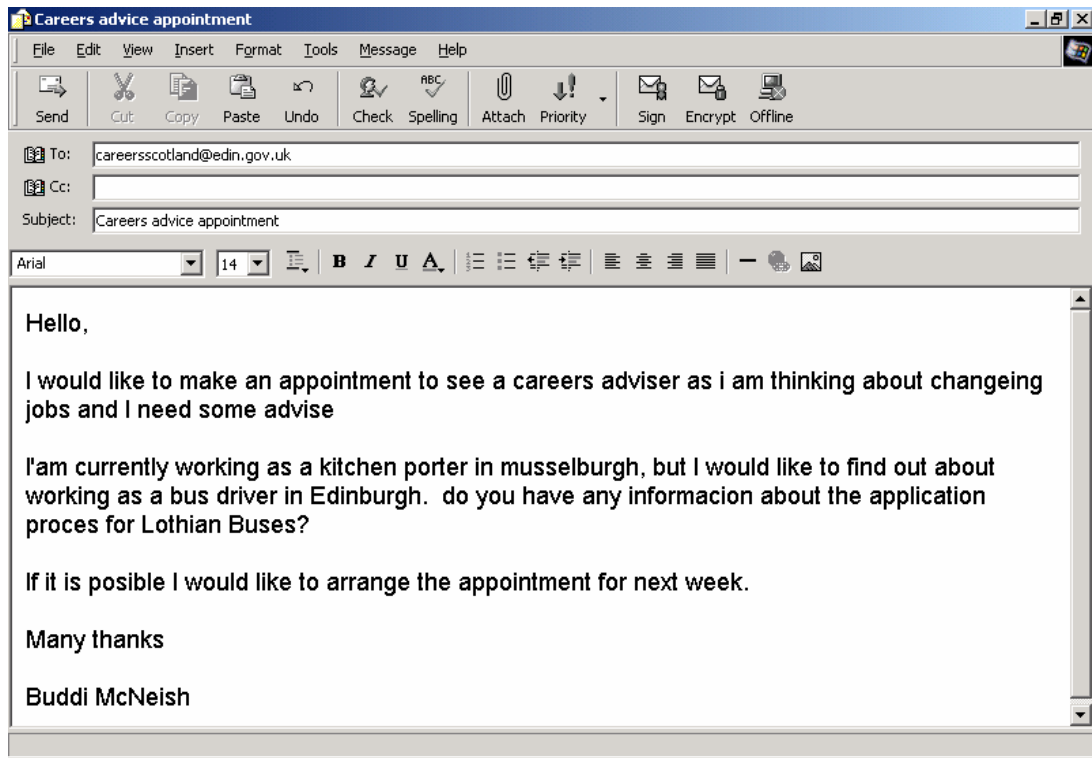 Careers advice appointment
File Edit View Insert Format Tools Message Help
ABC
Send Cut Copy Paste Undo Check Spelling Attach Priority Sign Encrypt Offline
To: careersscotland@edin.gov.uk
Cc:
Subject: Careers advice appointment
Arial 14 B I U A
Hello,
I would like to make an appointment to see a careers adviser as i am thinking about changeing
jobs and I need some advise
I'am currently working as a kitchen porter in musselburgh, but I would like to find out about
working as a bus driver in Edinburgh.  do you have any informacion about the application
proces for Lothian Buses?
If it is posible I would like to arrange the appointment for next week.
Many thanks
Buddi McNeish